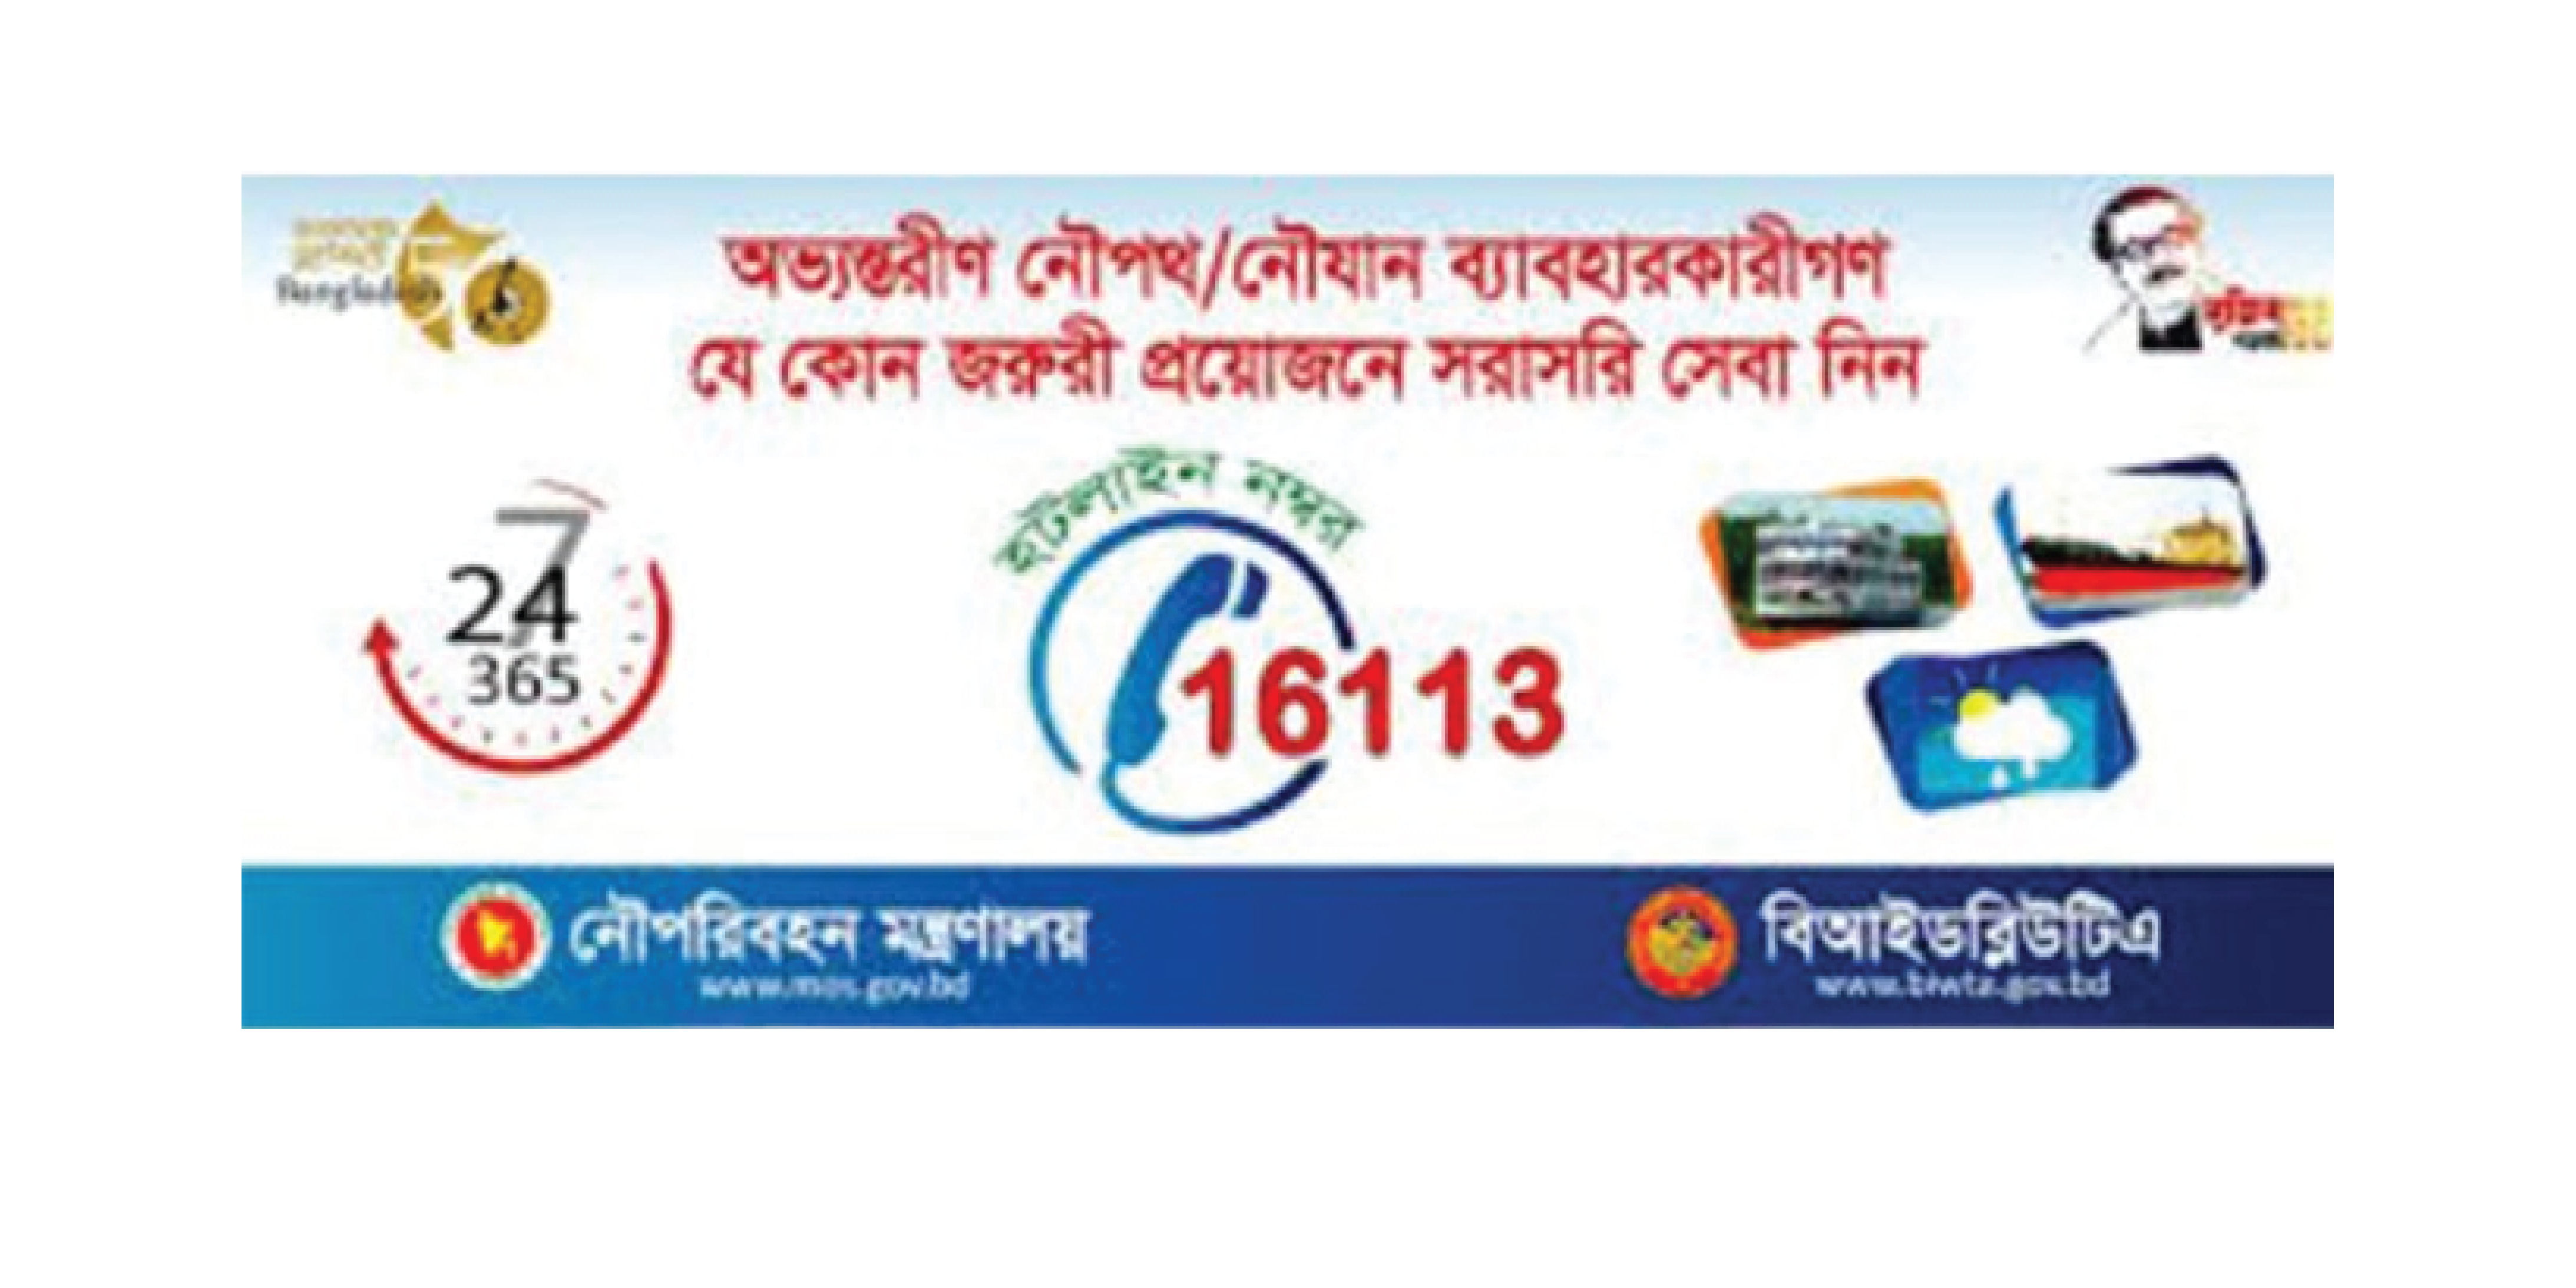 Bangladesh
অভ্যন্তরীণ নৌপথ/নৌযান ব্যাবহারকারীগণ
যে কোন জরুরী প্রয়োজনে সরাসরি সেবা নিন
7
24
365
হটলাইন নম্বর
16113
নৌপরিবহন মন্ত্রণালয়
www.mos.gov.bd
বিআইডব্লিউটিএ
www.biwta.gov.bd